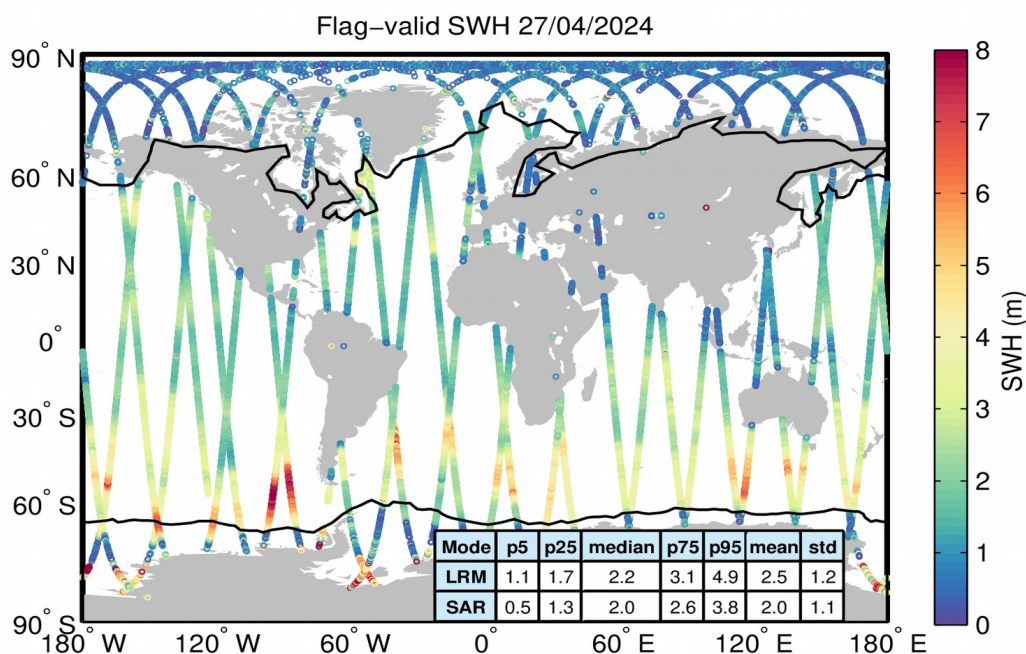 Flag−valid SWH 27/04/2024
90° N
60° N
30° N
0°
30° S
60° S
90° S
180° W
120° W
60° W
0°
60° E
120° E
180° E
8
7
6
5
4
3
2
1
0
SWH (m)
Mode p5 p25 median p75 p95 mean std
LRM 1.1 1.7 2.2 3.1 4.9 2.5 1.2
SAR 0.5 1.3 2.0 2.6 3.8 2.0 1.1